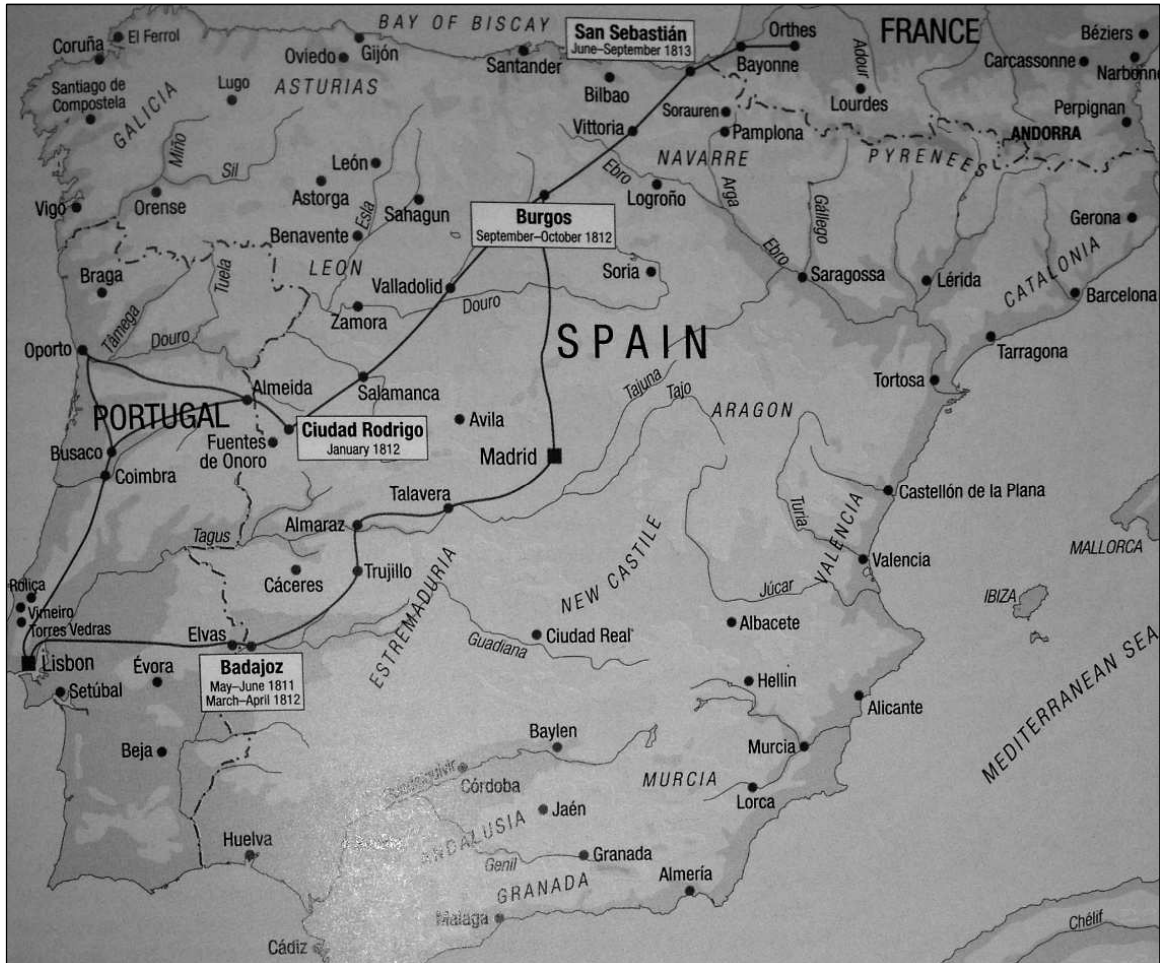 BAY OF BISCAY
San Sebastián
June–September 1813
Orthes
FRANCE
Béziers
El Ferrol
Coruña
Oviedo
Gijón
Santander
Bayonne
Adour
Carcassonne
Narbonne
Santiago de
Compostela
Lugo
ASTURIAS
Bilbao
Lourdes
Perpignan
GALICIA
Miño
Sil
León
Vittoria
Sorauren
Pamplona
ANDORRA
NAVARRE
PYRENEES
Vigo
Orense
Astorga
Esla
Sahagun
Ebro
Logroño
Arga
Gállego
Gerona
Burgos
September–October 1812
Benavente
Braga
Tuela
LEON
Valladolid
Soria
Ebro
Saragossa
Lérida
CATALONIA
Barcelona
Tâmega
Zamora
Douro
Oporto
Douro
SPAIN
Tarragona
Almeida
Salamanca
Tajuna
Tajo
Tortosa
PORTUGAL
ARAGON
Busaco
Fuentes
de Onoro
Ciudad Rodrigo
January 1812
Avila
Madrid
Coimbra
Talavera
Castellón de la Plana
Almaraz
Turia
VALENCIA
Tagus
Cáceres
Trujillo
ESTREMADURIA
NEW CASTILE
Valencia
MALLORCA
Roliça
Vimeiro
Torres Vedras
Júcar
IBIZA
Elvas
Guadiana
Ciudad Real
Albacete
Lisbon
Évora
Badajoz
May–June 1811
March–April 1812
Setúbal
Hellin
Alicante
MEDITERRANEAN SEA
Beja
Baylen
Murcia
Guadalquivir
Córdoba
MURCIA
Lorca
Jaén
ANDALUSIA
Huelva
Genil
Granada
GRANADA
Almería
Malaga
Cádiz
Chélif